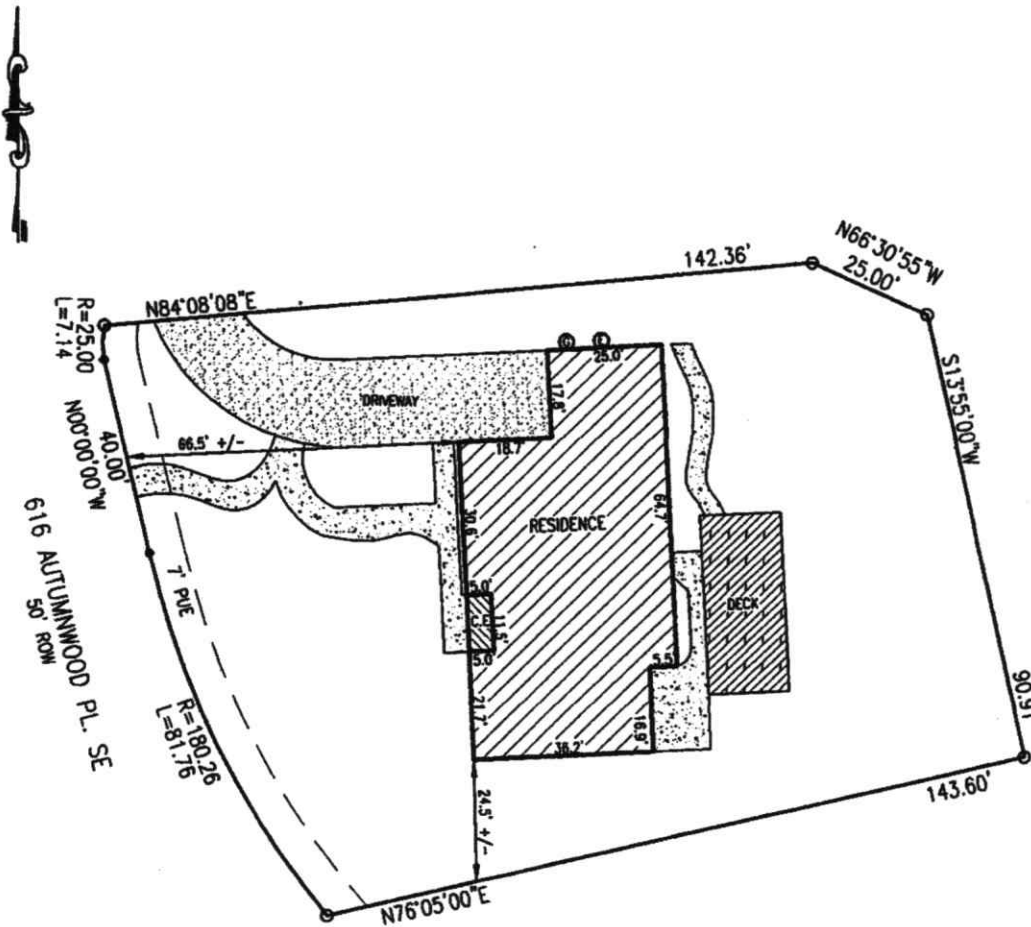 N66°30'55"W
25.00'
142.36'
N84°08'08"E
R=25.00
L=7.14
S13°55'00"W
90.91
25.0'
17.8'
DRIVEWAY
18.7'
66.5' +/-
N00°00'00"W
40.00'
30.6'
64.7'
RESIDENCE
DECK
5.0'
C.E.
11.5'
5.0'
5.5'
16.9'
21.7'
36.2'
24.5' +/-
7' PUE
616 AUTUMNWOOD PL. SE
50' ROW
R=180.26
L=81.76
143.60'
N76°05'00"E